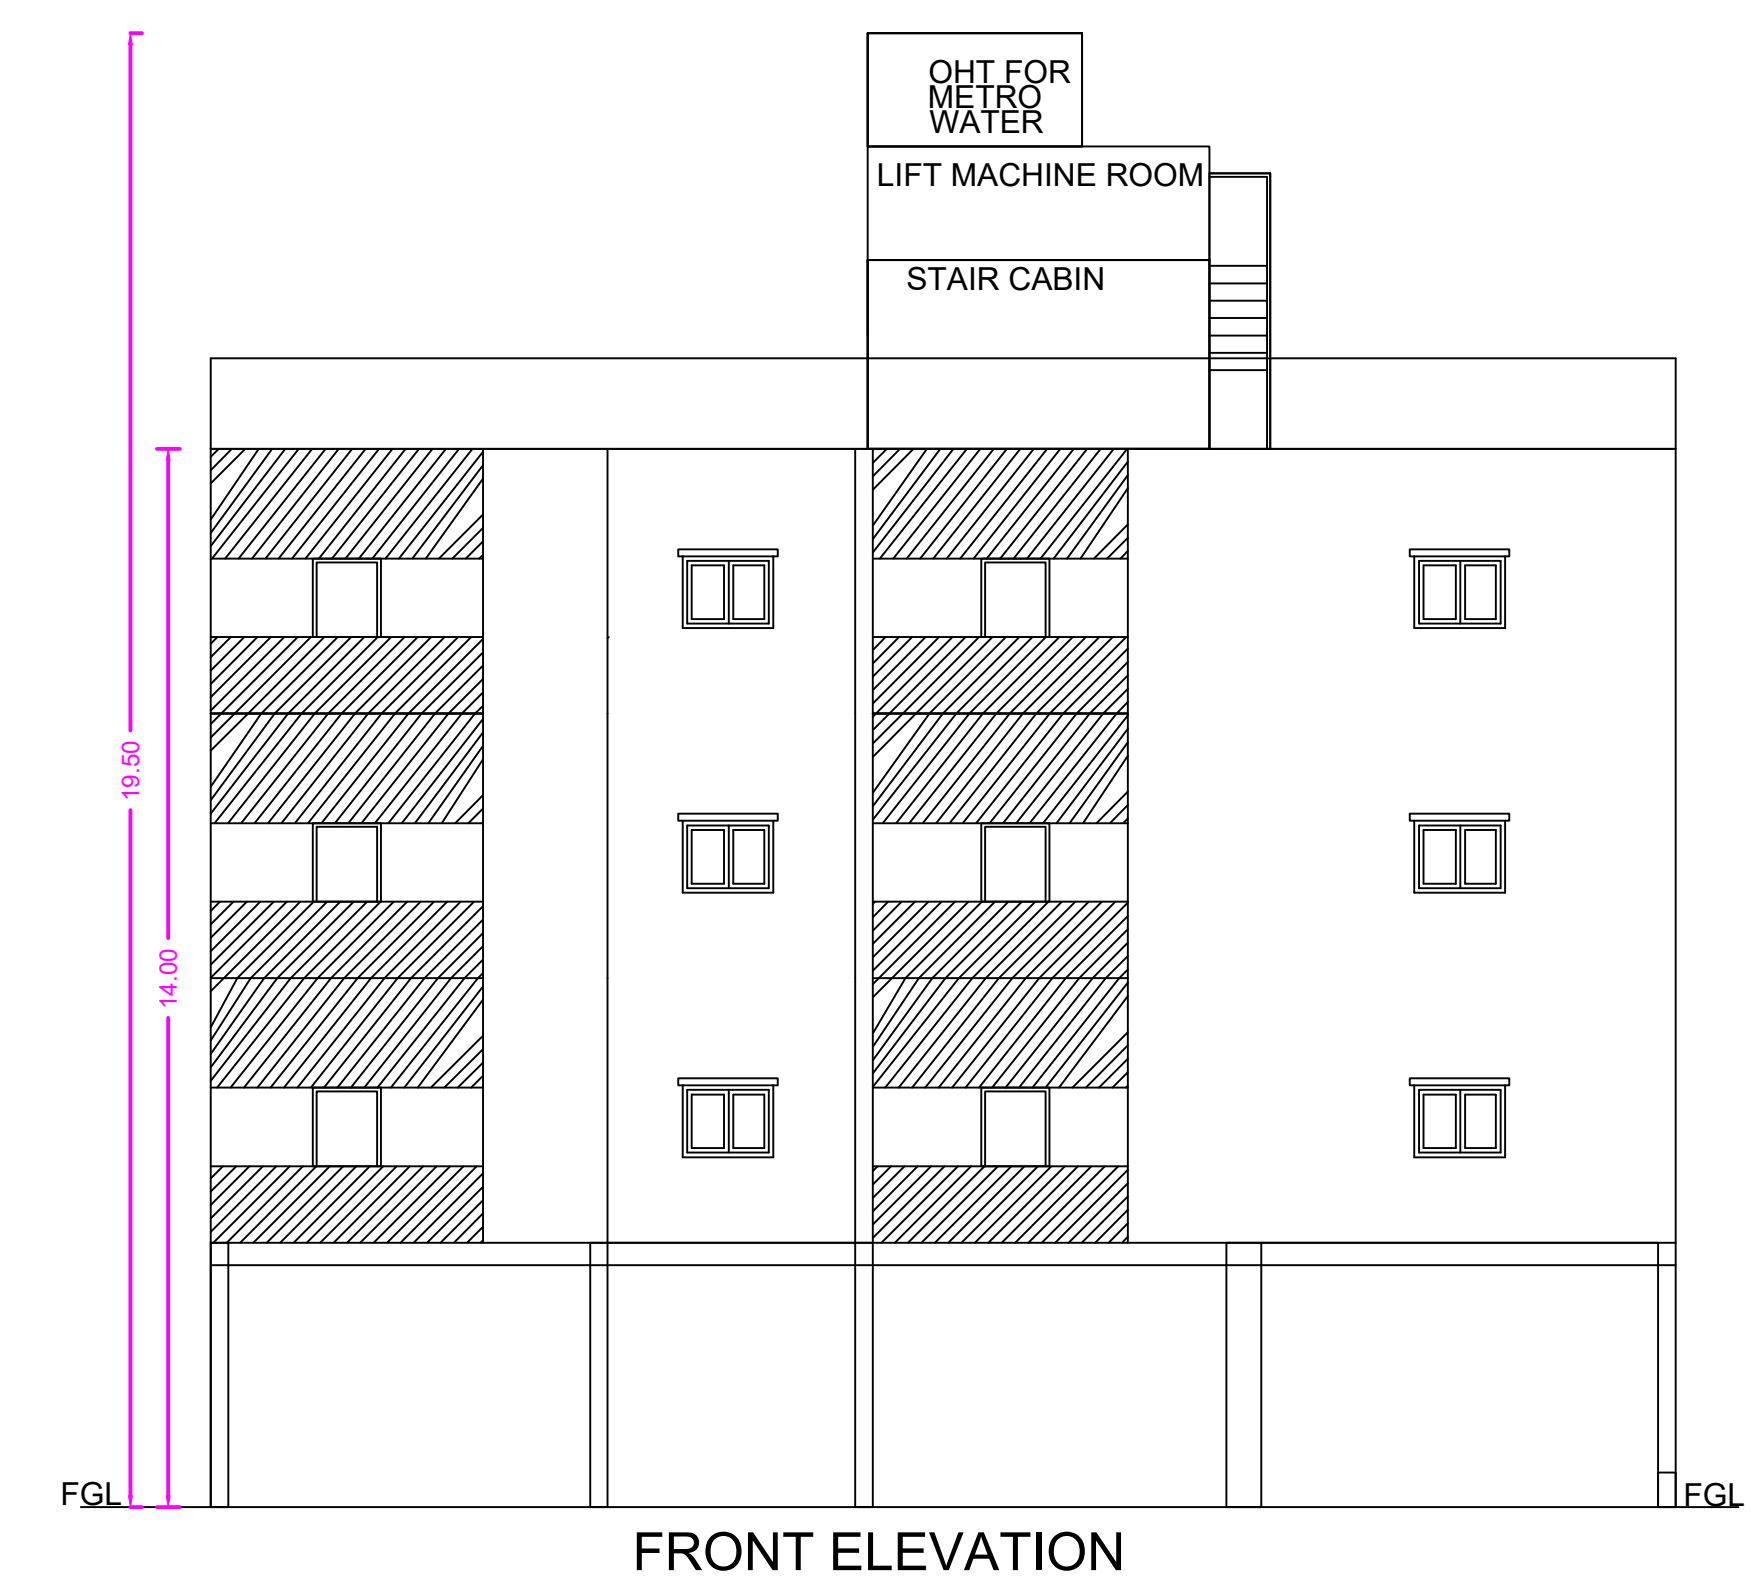 OHT FOR
METRO
WATER
LIFT MACHINE ROOM
STAIR CABIN
19.50
14.00
FGL
FGL
FRONT ELEVATION